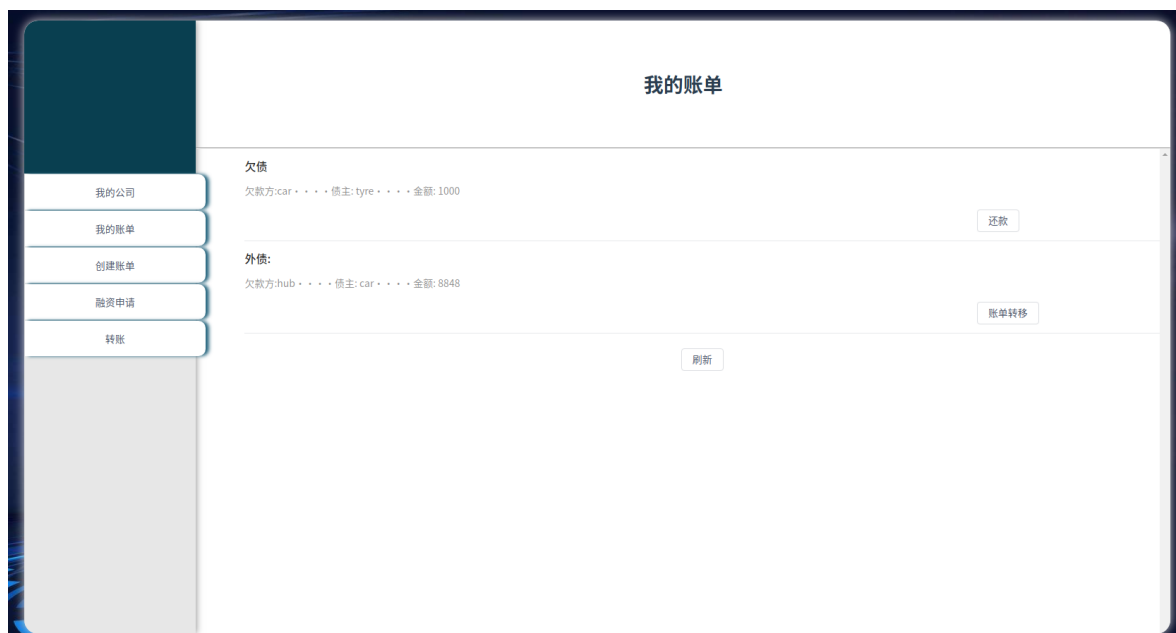 我的账单
我的公司
我的账单
创建账单
融资申请
转账
欠债
欠款方:car・・・・债主: tyre・・・・金额: 1000
还款
外债:
欠款方:hub・・・・债主: car・・・・金额: 8848
账单转移
刷新